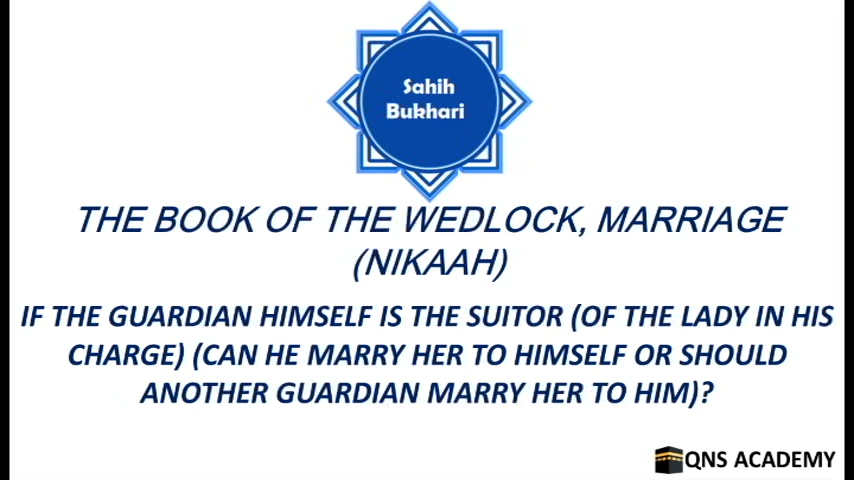 Sahih
Bukhari
THE BOOK OF THE WEDLOCK, MARRIAGE
(NIKAAH)
IF THE GUARDIAN HIMSELF IS THE SUITOR (OF THE LADY IN HIS
CHARGE) (CAN HE MARRY HER TO HIMSELF OR SHOULD
ANOTHER GUARDIAN MARRY HER TO HIM)?
QNS ACADEMY